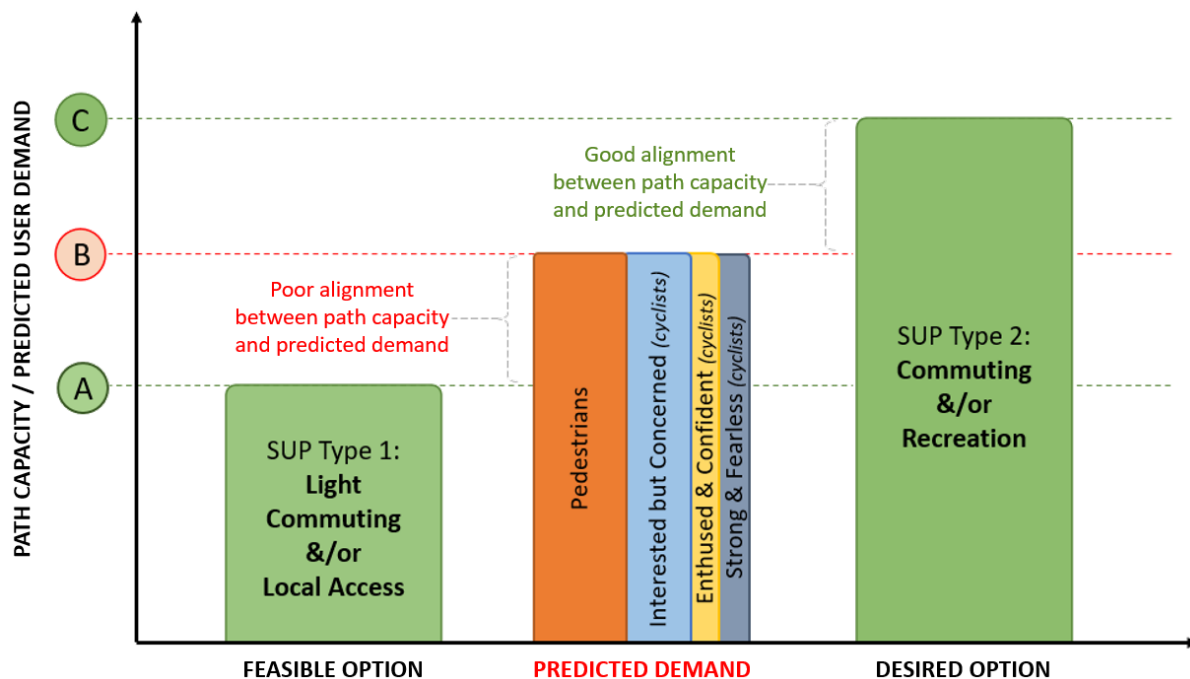 PATH CAPACITY / PREDICTED USER DEMAND
C
B
A
Good alignment
between path capacity
and predicted demand
Poor alignment
between path capacity
and predicted demand
SUP Type 1:
Light
Commuting
&/or
Local Access
Pedestrians
Interested but Concerned (cyclists)
Enthused & Confident (cyclists)
Strong & Fearless (cyclists)
SUP Type 2:
Commuting
&/or
Recreation
FEASIBLE OPTION
PREDICTED DEMAND
DESIRED OPTION